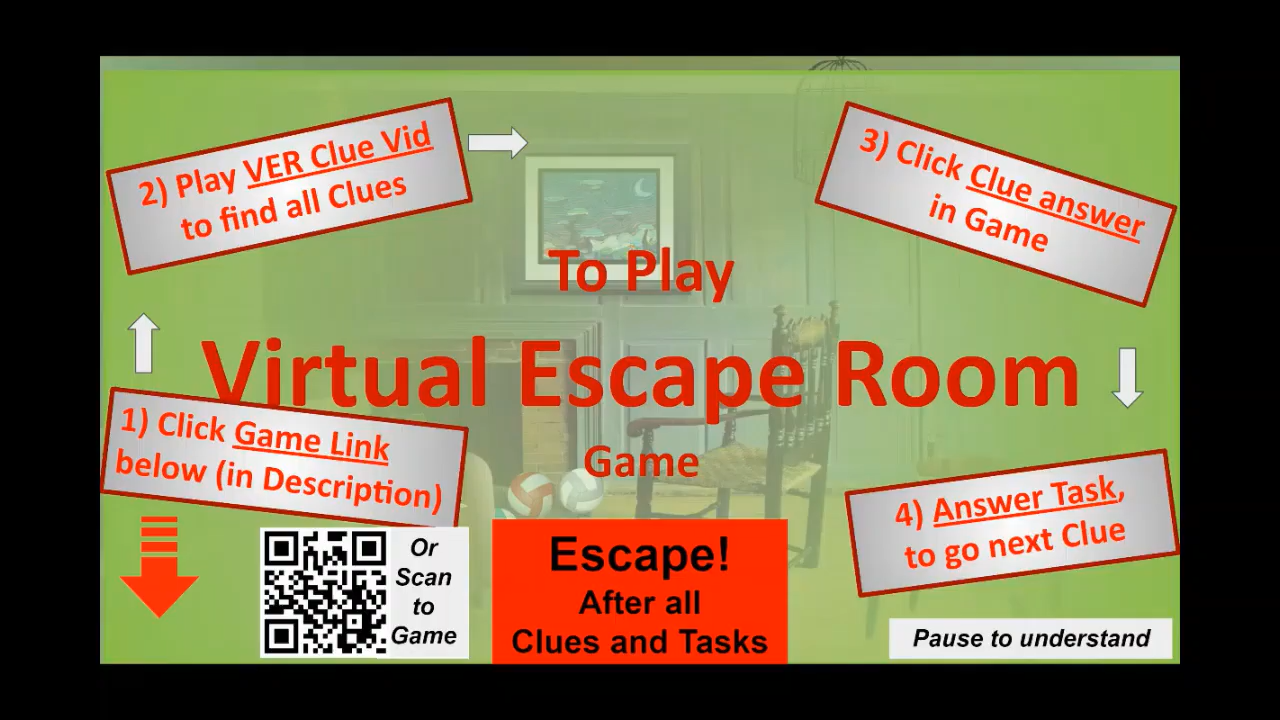 To Play
Virtual Escape Room
Game
1) Click Game Link
below (in Description)
Or
Scan
to
Game
2) Play VER Clue Vid
to find all Clues
3) Click Clue answer
in Game
4) Answer Task,
to go next Clue
Escape!
After all
Clues and Tasks
Pause to understand